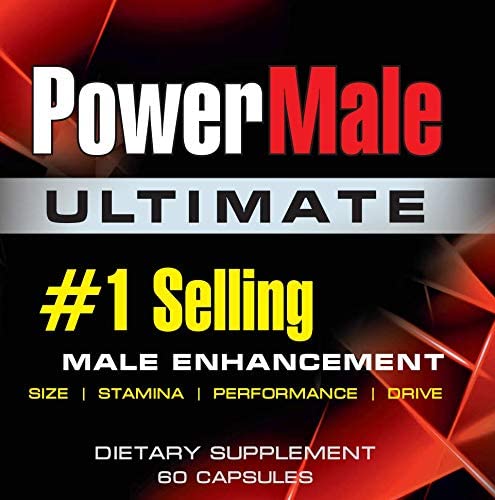 PowerMale
ULTIMATE
#1 Selling
MALE ENHANCEMENT
SIZE | STAMINA | PERFORMANCE | DRIVE
DIETARY SUPPLEMENT
60 CAPSULES